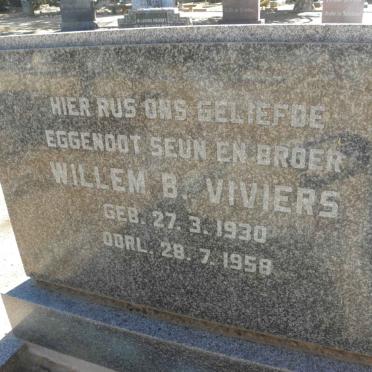 HIER RUS ONS GELIEFDE
EGGENOOT SEUN EN BROER
WILLEM B. VIVIERS
GEB. 27. 3. 1930
OORL. 28. 7. 1958